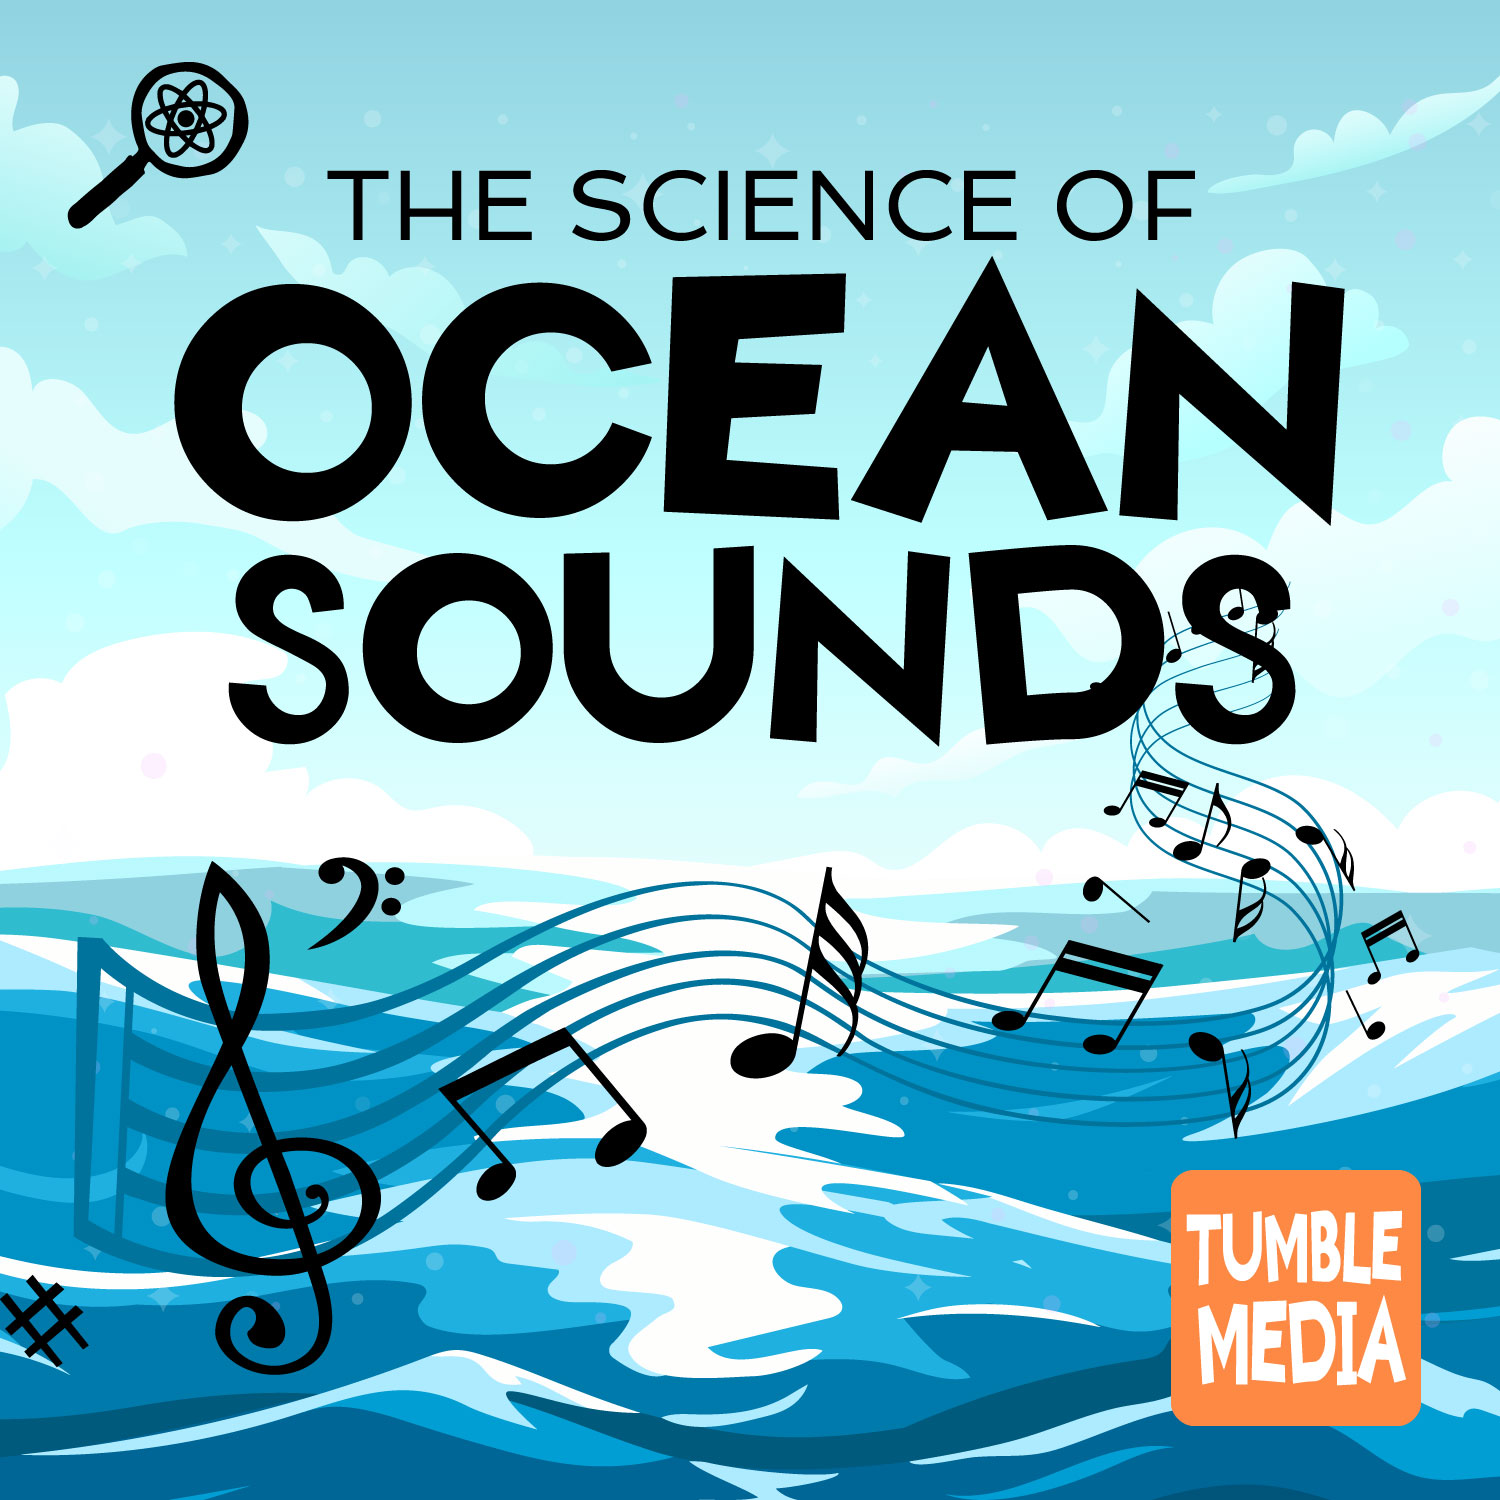 THE SCIENCE OF
OCEAN
SOUNDS
TUMBLE
MEDIA